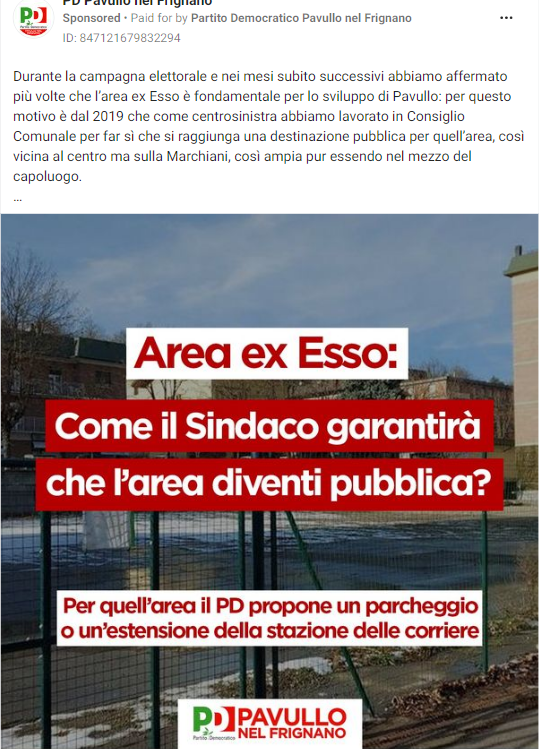 PD Pavullo nel Frignano
Sponsored • Paid for by Partito Democratico Pavullo nel Frignano
ID: 847121679832294
Durante la campagna elettorale e nei mesi subito successivi abbiamo affermato
più volte che l'area ex Esso è fondamentale per lo sviluppo di Pavullo: per questo
motivo è dal 2019 che come centrosinistra abbiamo lavorato in Consiglio
Comunale per far sì che si raggiunga una destinazione pubblica per quell'area, così
vicina al centro ma sulla Marchiani, così ampia pur essendo nel mezzo del
capoluogo.
...
Area ex Esso:
Come il Sindaco garantirà
che l'area diventi pubblica?
Per quell'area il PD propone un parcheggio
o un'estensione della stazione delle corriere
PD PAVULLO
Partito Democratico NEL FRIGNANO